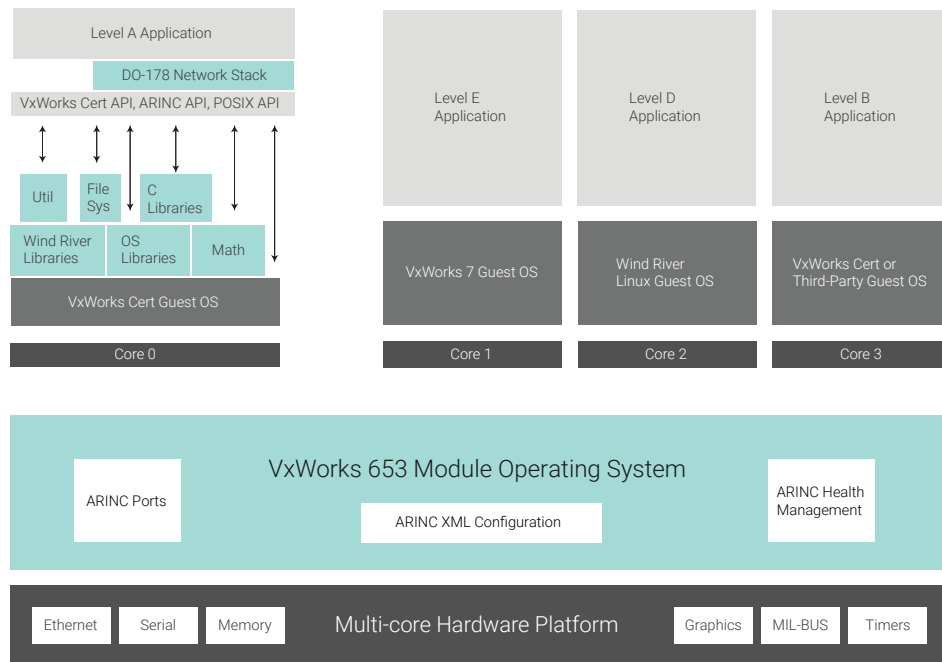 Level A Application
DO-178 Network Stack
VxWorks Cert API, ARINC API, POSIX API
Util
File
Sys
C
Libraries
Wind River
Libraries
OS
Libraries
Math
VxWorks Cert Guest OS
Core 0
Level E
Application
VxWorks 7 Guest OS
Core 1
Level D
Application
Wind River
Linux Guest OS
Core 2
Level B
Application
VxWorks Cert or
Third-Party Guest OS
Core 3
VxWorks 653 Module Operating System
ARINC Ports
ARINC XML Configuration
ARINC Health
Management
Multi-core Hardware Platform
Ethernet
Serial
Memory
Graphics
MIL-BUS
Timers